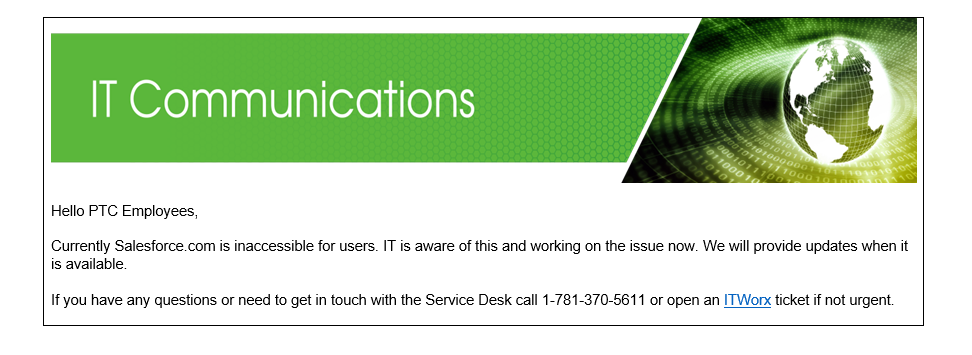 IT Communications
Hello PTC Employees,
Currently Salesforce.com is inaccessible for users. IT is aware of this and working on the issue now. We will provide updates when it
is available.
If you have any questions or need to get in touch with the Service Desk call 1-781-370-5611 or open an ITWorx ticket if not urgent.